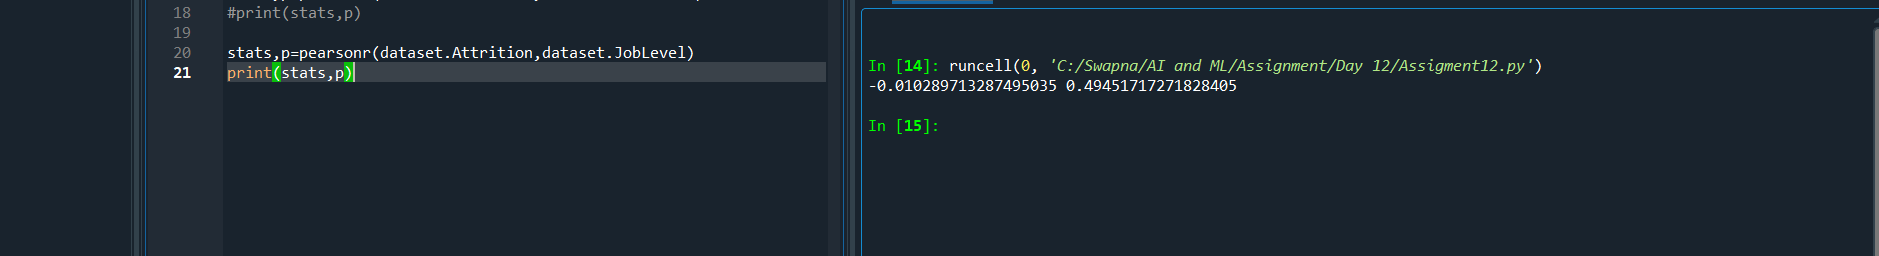 18 #print(stats,p)
19
20 stats,p=pearsonr(dataset.Attrition,dataset.JobLevel)
21 print(stats,p)
In [14]: runcell(0, 'C:/Swapna/AI and ML/Assignment/Day 12/Assigment12.py')
-0.010289713287495035 0.49451717271828405
In [15]: